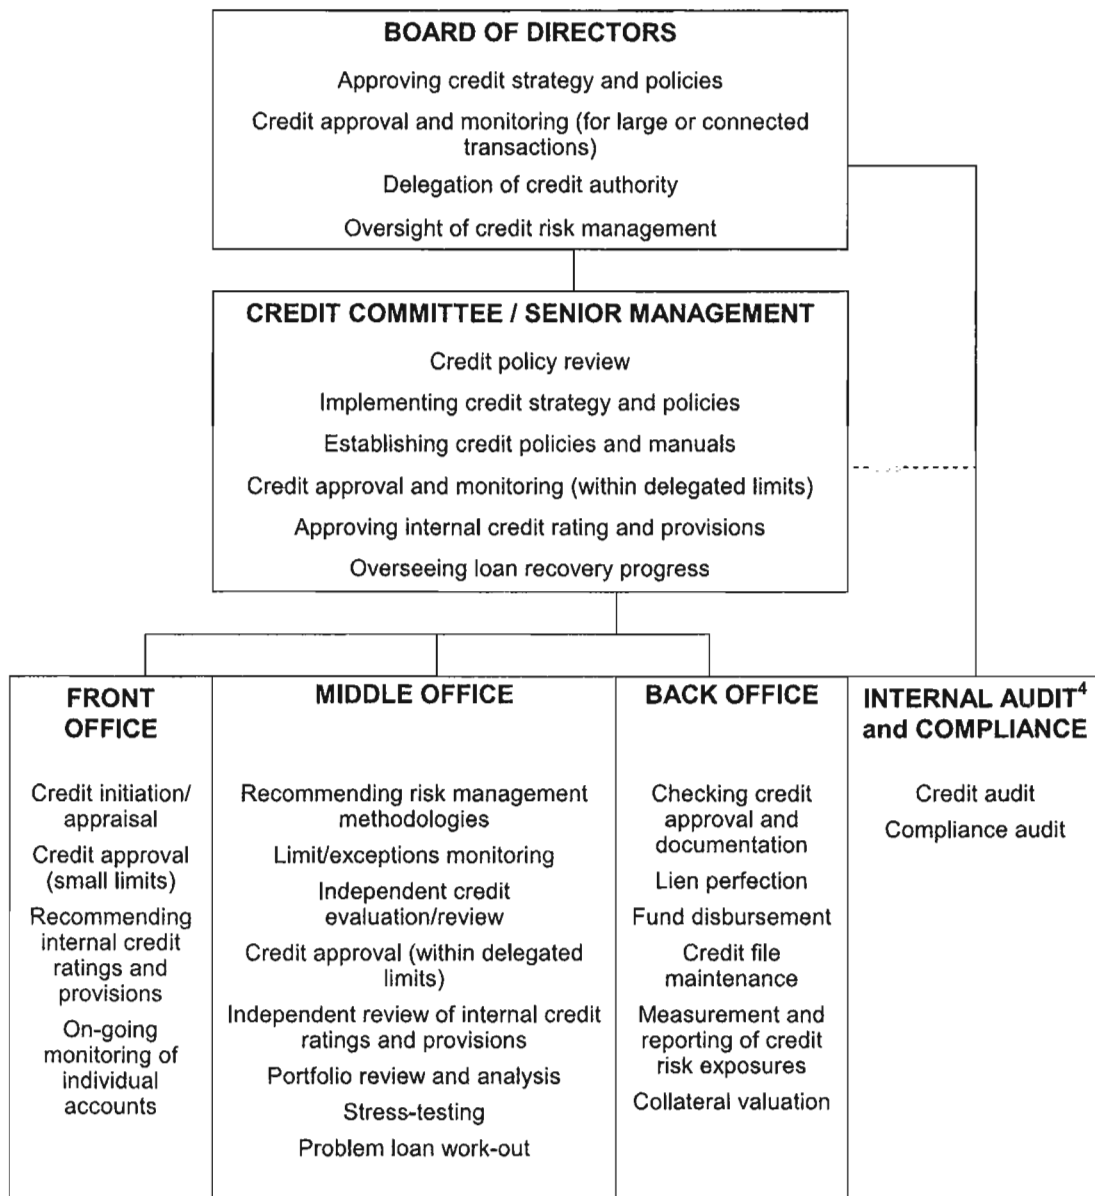 BOARD OF DIRECTORS
Approving credit strategy and policies
Credit approval and monitoring (for large or connected
transactions)
Delegation of credit authority
Oversight of credit risk management
CREDIT COMMITTEE / SENIOR MANAGEMENT
Credit policy review
Implementing credit strategy and policies
Establishing credit policies and manuals
Credit approval and monitoring (within delegated limits)
Approving internal credit rating and provisions
Overseeing loan recovery progress
FRONT
OFFICE
Credit initiation/
appraisal
Credit approval
(small limits)
Recommending
internal credit
ratings and
provisions
On-going
monitoring of
individual
accounts
MIDDLE OFFICE
Recommending risk management
methodologies
Limit/exceptions monitoring
Independent credit
evaluation/review
Credit approval (within delegated
limits)
Independent review of internal credit
ratings and provisions
Portfolio review and analysis
Stress-testing
Problem loan work-out
BACK OFFICE
Checking credit
approval and
documentation
Lien perfection
Fund disbursement
Credit file
maintenance
Measurement and
reporting of credit
risk exposures
Collateral valuation
INTERNAL AUDIT⁴
and COMPLIANCE
Credit audit
Compliance audit